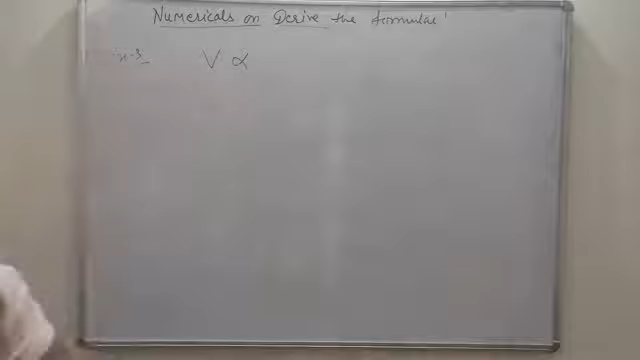 Numericals on Derive the formulae'
V ∝